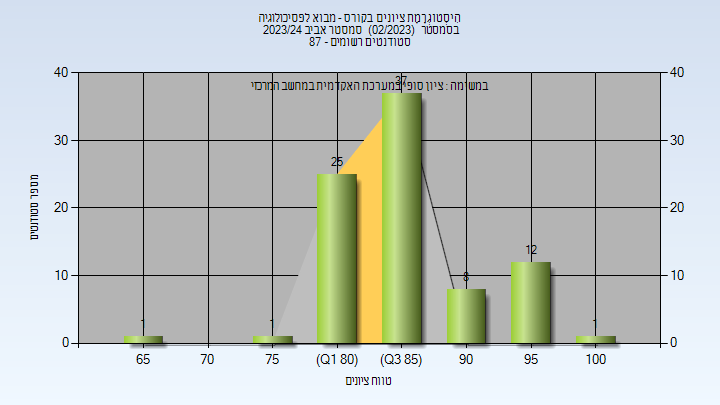 היסטוגרמת ציונים בקורס - מבוא לפסיכולוגיה
בסמסטר (02/2023) סמסטר אביב 2023/24
סטודנטים רשומים - 87
במשימה : ציון סופי במערכת האקדמית במחשב המרכזי
40 40
30 30
20 20
10 10
0 0
מספר סטודנטים
1 1 25 37 8 12 1
65 70 75 (Q1 80) (Q3 85) 90 95 100
טווח ציונים